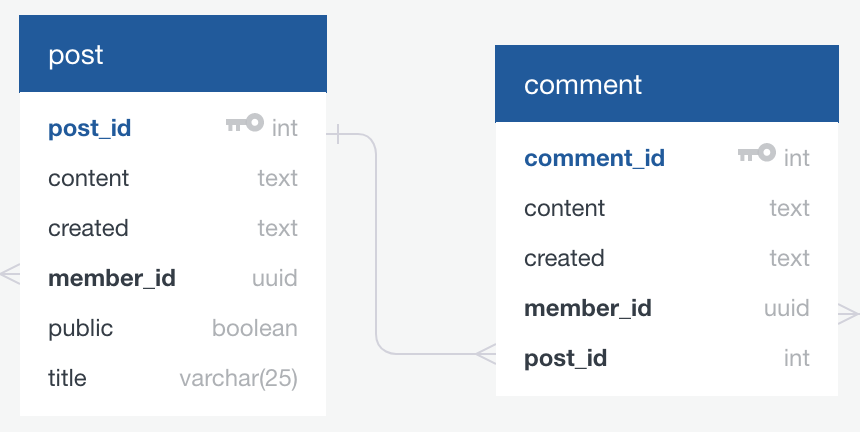 post
post_id int
content text
created text
member_id uuid
public boolean
title varchar(25)
comment
comment_id int
content text
created text
member_id uuid
post_id int